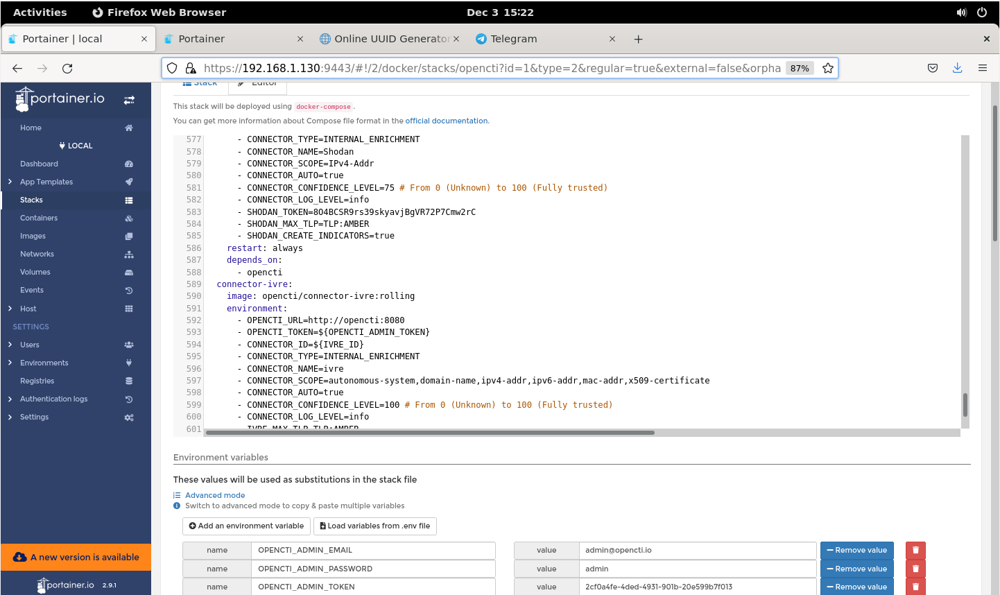 Activities
Firefox Web Browser
Dec 3 15:22
Portainer | local
Portainer
Online UUID Generator
Telegram
https://192.168.1.130:9443/#!/2/docker/stacks/opencti?id=1&type=2&regular=true&external=false&orpha
87%
portainer.io
Home
LOCAL
Dashboard
App Templates
Stacks
Containers
Images
Networks
Volumes
Events
Host
SETTINGS
Users
Environments
Registries
Authentication logs
Settings
A new version is available
portainer.io 2.9.1
Stack
Editor
This stack will be deployed using docker-compose.
You can get more information about Compose file format in the official documentation.
577 - CONNECTOR_TYPE=INTERNAL_ENRICHMENT
578 - CONNECTOR_NAME=Shodan
579 - CONNECTOR_SCOPE=IPv4-Addr
580 - CONNECTOR_AUTO=true
581 - CONNECTOR_CONFIDENCE_LEVEL=75 # From 0 (Unknown) to 100 (Fully trusted)
582 - CONNECTOR_LOG_LEVEL=info
583 - SHODAN_TOKEN=8O4BCSR9rs39skyavjBgVR72P7Cmw2rC
584 - SHODAN_MAX_TLP=TLP:AMBER
585 - SHODAN_CREATE_INDICATORS=true
586 restart: always
587 depends_on:
588 - opencti
589 connector-ivre:
590 image: opencti/connector-ivre:rolling
591 environment:
592 - OPENCTI_URL=http://opencti:8080
593 - OPENCTI_TOKEN=${OPENCTI_ADMIN_TOKEN}
594 - CONNECTOR_ID=${IVRE_ID}
595 - CONNECTOR_TYPE=INTERNAL_ENRICHMENT
596 - CONNECTOR_NAME=ivre
597 - CONNECTOR_SCOPE=autonomous-system,domain-name,ipv4-addr,ipv6-addr,mac-addr,x509-certificate
598 - CONNECTOR_AUTO=true
599 - CONNECTOR_CONFIDENCE_LEVEL=100 # From 0 (Unknown) to 100 (Fully trusted)
600 - CONNECTOR_LOG_LEVEL=info
601 - IVRE_MAX_TLP=TLP:AMBER
Environment variables
These values will be used as substitutions in the stack file
Advanced mode
Switch to advanced mode to copy & paste multiple variables
Add an environment variable
Load variables from .env file
name OPENCTI_ADMIN_EMAIL value admin@opencti.io Remove value
name OPENCTI_ADMIN_PASSWORD value admin Remove value
name OPENCTI_ADMIN_TOKEN value 2cf0a4fe-4ded-4931-901b-20e599b7f013 Remove value